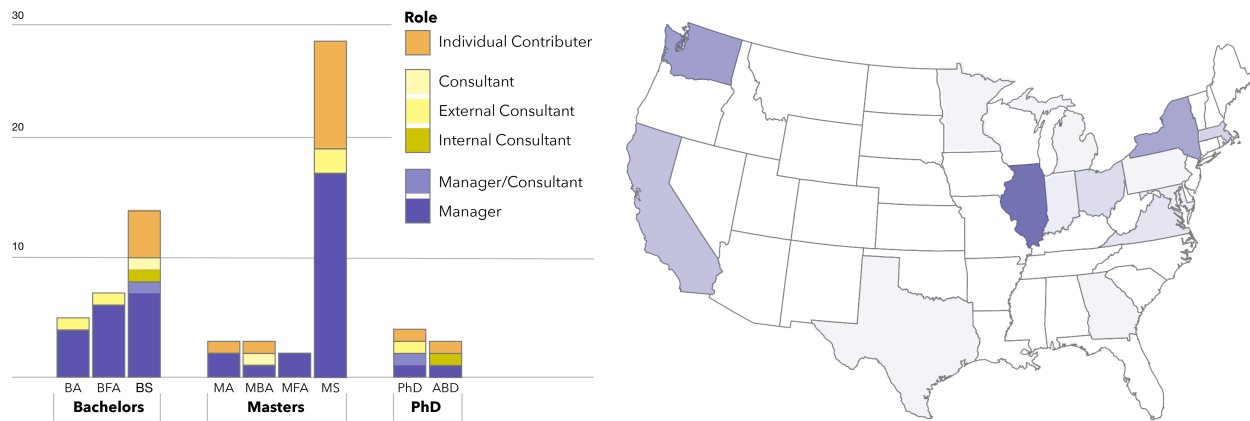 30
20
10
Role
Individual Contributer
Consultant
External Consultant
Internal Consultant
Manager/Consultant
Manager
BA BFA BS MA MBA MFA MS PhD ABD
Bachelors Masters PhD